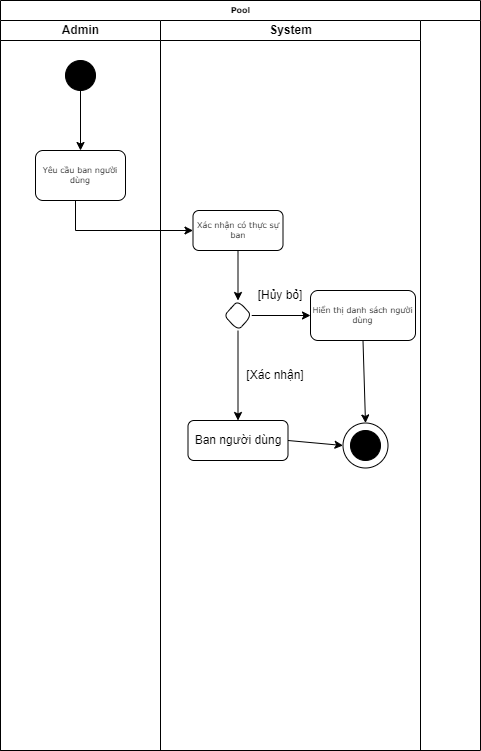 Pool
Admin
System
Yêu cầu ban người
dùng
Xác nhận có thực sự
ban
[Hủy bỏ]
Hiển thị danh sách người
dùng
[Xác nhận]
Ban người dùng